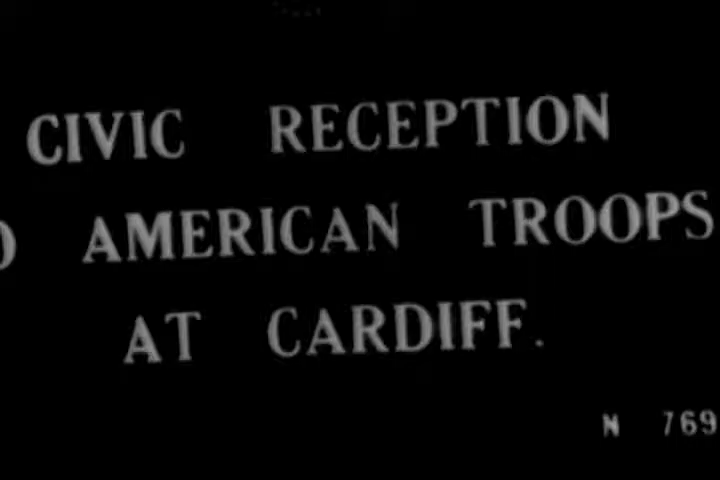 CIVIC RECEPTION
O AMERICAN TROOPS
AT CARDIFF.
N 769